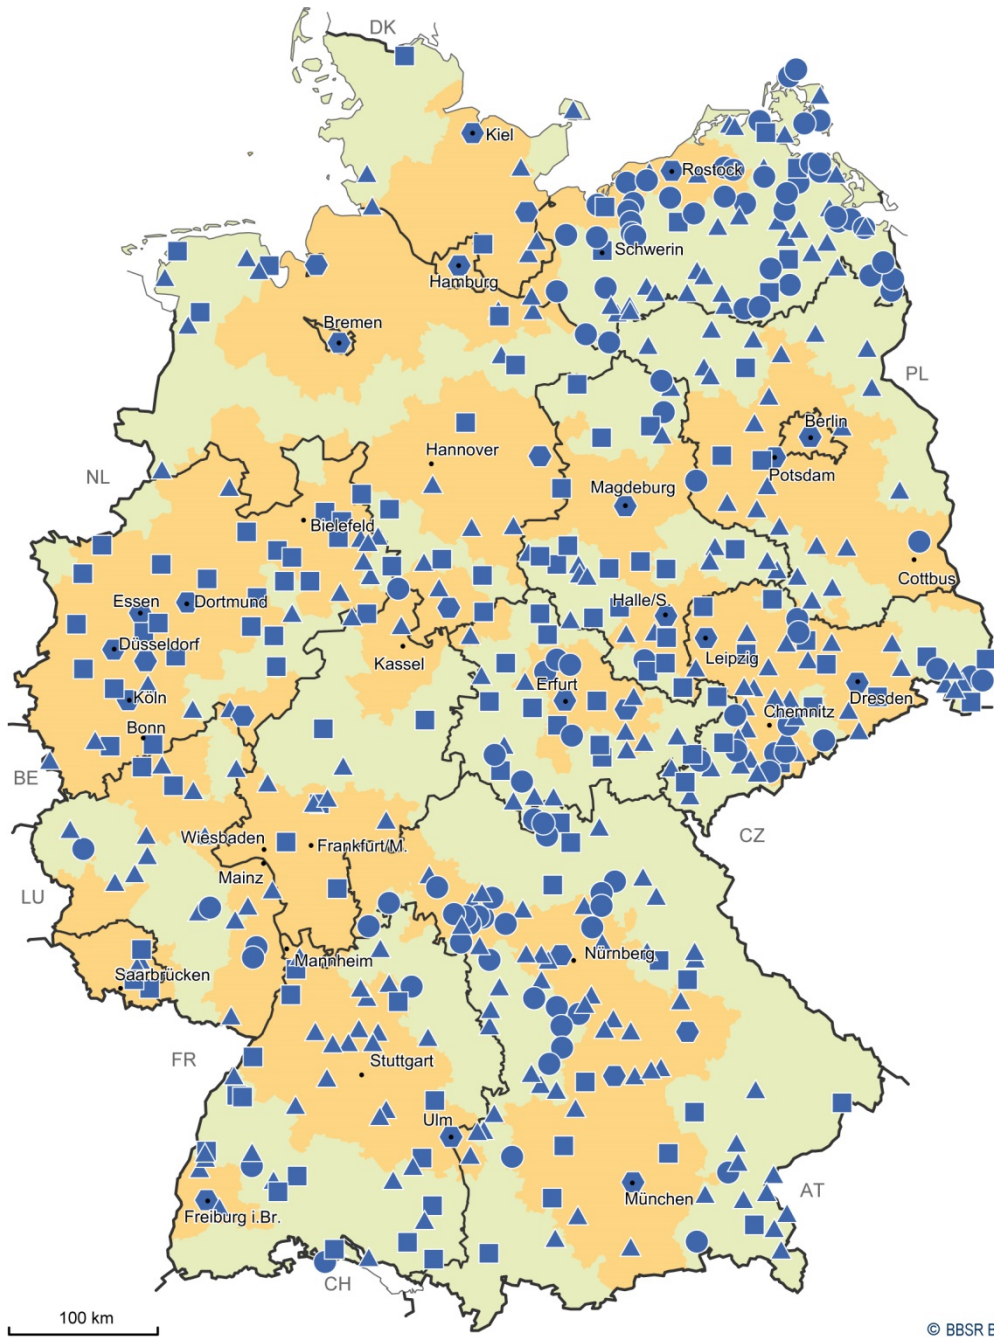 DK
Kiel
Rostock
Schwerin
Hamburg
Bremen
PL
Berlin
Hannover
Potsdam
NL
Magdeburg
Bielefeld
Cottbus
Essen
Dortmund
Halle/S.
Düsseldorf
Leipzig
Kassel
Köln
Erfurt
Dresden
Bonn
Chemnitz
BE
CZ
Wiesbaden
Frankfurt/M.
Mainz
LU
Mannheim
Nürnberg
Saarbrücken
FR
Stuttgart
Ulm
München
AT
Freiburg i.Br.
CH
100 km
© BBSR B